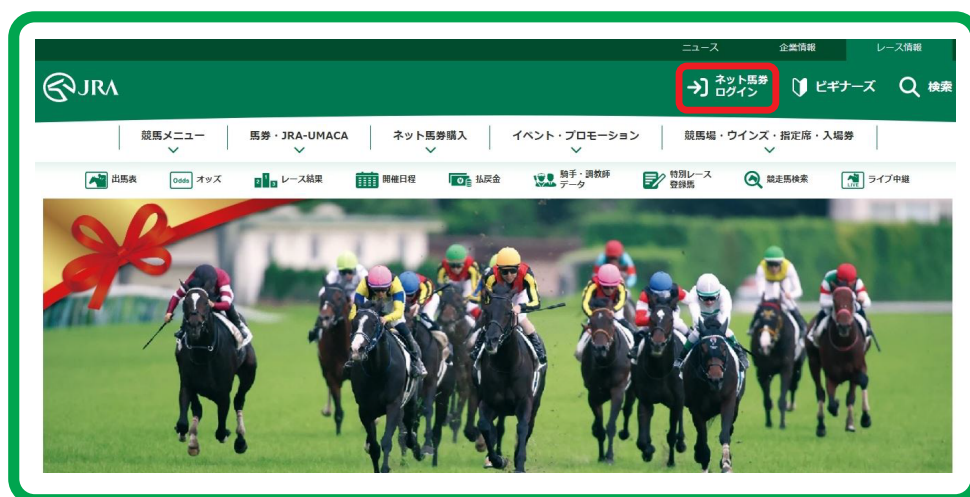 ニュース
企業情報
レース情報
JRA
ネット馬券
ログイン
ビギナーズ
検索
競馬メニュー
馬券・JRA-UMACA
ネット馬券購入
イベント・プロモーション
競馬場・ウインズ・指定席・入場券
出馬表
Odds オッズ
レース結果
開催日程
払戻金
騎手・調教師
データ
特別レース
登録馬
競走馬検索
LIVE ライブ中継